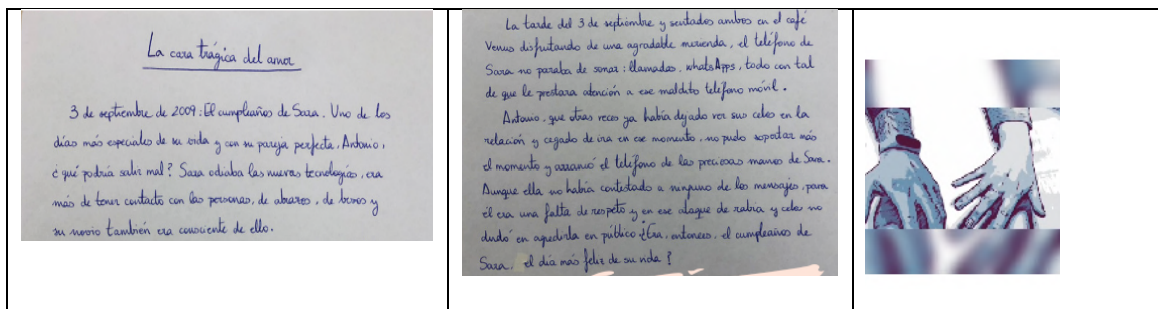 La cara trágica del amor
3 de septiembre de 2009: El cumpleaños de Sara. Uno de los
días más especiales de su vida y con su pareja perfecta, Antonio,
¿qué podría salir mal? Sara odiaba las nuevas tecnologías, era
más de tener contacto con las personas, de abrazos, de besos y
su novio también era consciente de ello.
La tarde del 3 de septiembre y sentados ambos en el café
Venus disfrutando de una agradable merienda, el teléfono de
Sara no paraba de sonar: llamadas, whatsApps, todo con tal
de que le prestara atención a ese maldito teléfono móvil.
Antonio, que otras veces ya había dejado ver sus celos en la
relación y cegado de ira en ese momento, no pudo soportar más
el momento y arrancó el teléfono de las preciosas manos de Sara.
Aunque ella no había contestado a ninguno de los mensajes, para
él era una falta de respeto y en ese ataque de rabia y celos no
dudó en agredirla en público ¿Era, entonces, el cumpleaños de
Sara, el día más feliz de su vida?